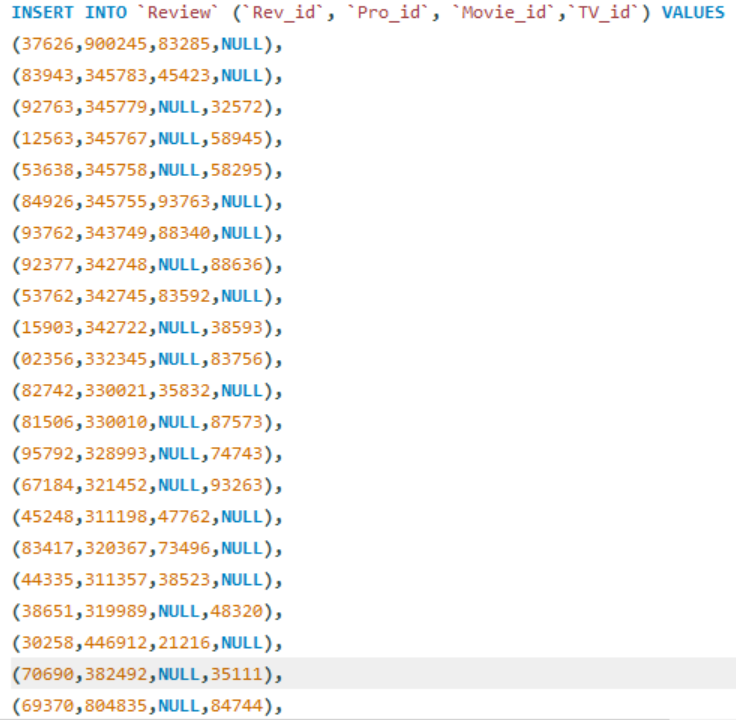 INSERT INTO `Review` (`Rev_id`, `Pro_id`, `Movie_id`,`TV_id`) VALUES
(37626,900245,83285,NULL),
(83943,345783,45423,NULL),
(92763,345779,NULL,32572),
(12563,345767,NULL,58945),
(53638,345758,NULL,58295),
(84926,345755,93763,NULL),
(93762,343749,88340,NULL),
(92377,342748,NULL,88636),
(53762,342745,83592,NULL),
(15903,342722,NULL,38593),
(02356,332345,NULL,83756),
(82742,330021,35832,NULL),
(81506,330010,NULL,87573),
(95792,328993,NULL,74743),
(67184,321452,NULL,93263),
(45248,311198,47762,NULL),
(83417,320367,73496,NULL),
(44335,311357,38523,NULL),
(38651,319989,NULL,48320),
(30258,446912,21216,NULL),
(70690,382492,NULL,35111),
(69370,804835,NULL,84744),